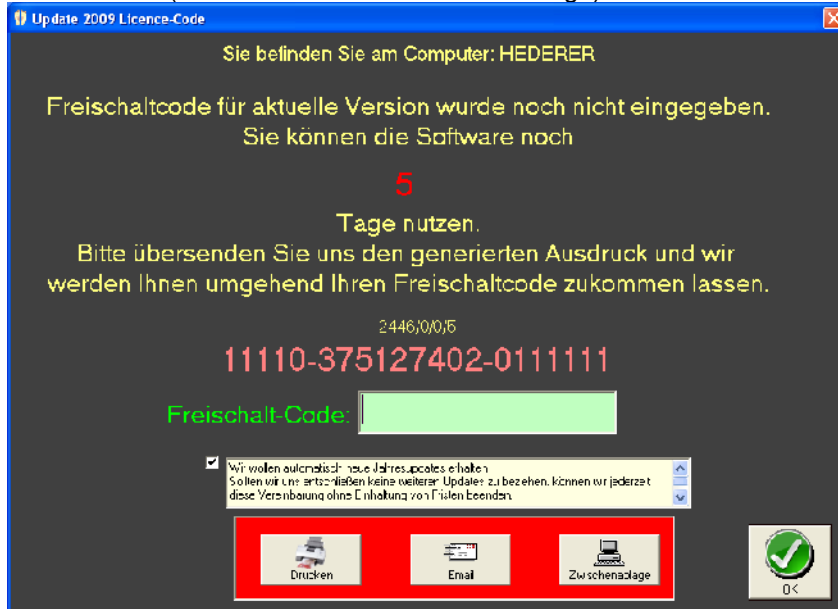 Update 2009 Licence-Code
Sie befinden Sie am Computer: HEDERER
Freischaltcode für aktuelle Version wurde noch nicht eingegeben.
Sie können die Software noch
5
Tage nutzen.
Bitte übersenden Sie uns den generierten Ausdruck und wir
werden Ihnen umgehend Ihren Freischaltcode zukommen lassen.
2446/0/0/5
11110-375127402-0111111
Freischalt-Code:
Wir wollen automatisch neue Jahresupdates erhalten
Sollten wir uns entschließen keine weiteren Updates zu beziehen, können wir jederzeit
diese Vereinbarung ohne Einhaltung von Fristen beenden.
Drucken
Email
Zwischenablage
OK